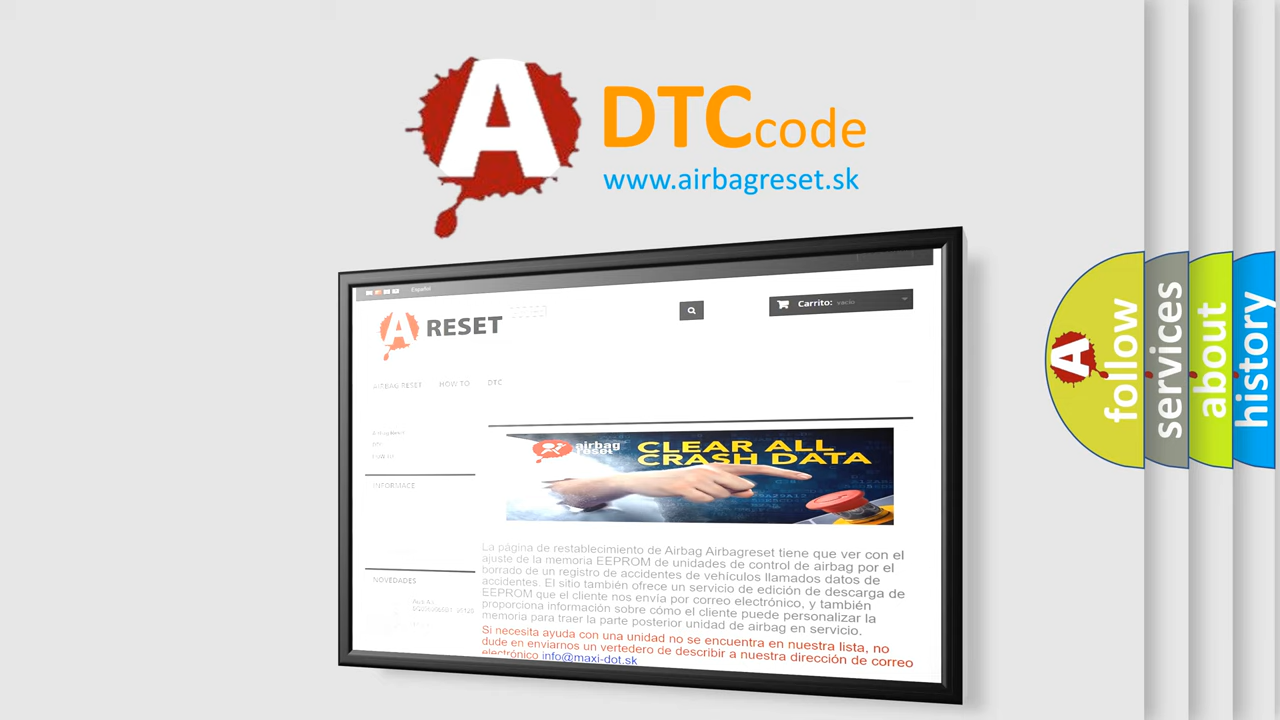 A
DTCcode
www.airbagreset.sk
Español
A RESET
Carrito: vacío
AIRBAG RESET HOW TO DTC
INFORMACE
NOVEDADES
airbag
reset
CLEAR ALL
CRASH DATA
La página de restablecimiento de Airbag Airbagreset tiene que ver con el
ajuste de la memoria EEPROM de unidades de control de airbag por el
borrado de un registro de accidentes de vehículos llamados datos de
accidentes. El sitio también ofrece un servicio de edición de descarga de
EEPROM que el cliente nos envía por correo electrónico, y también
proporciona información sobre cómo el cliente puede personalizar la
memoria para traer la parte posterior unidad de airbag en servicio.
Si necesita ayuda con una unidad no se encuentra en nuestra lista, no
dude en enviarnos un vertedero de describir a nuestra dirección de correo
electrónico info@maxi-dot.sk
A
follow
services
about
history